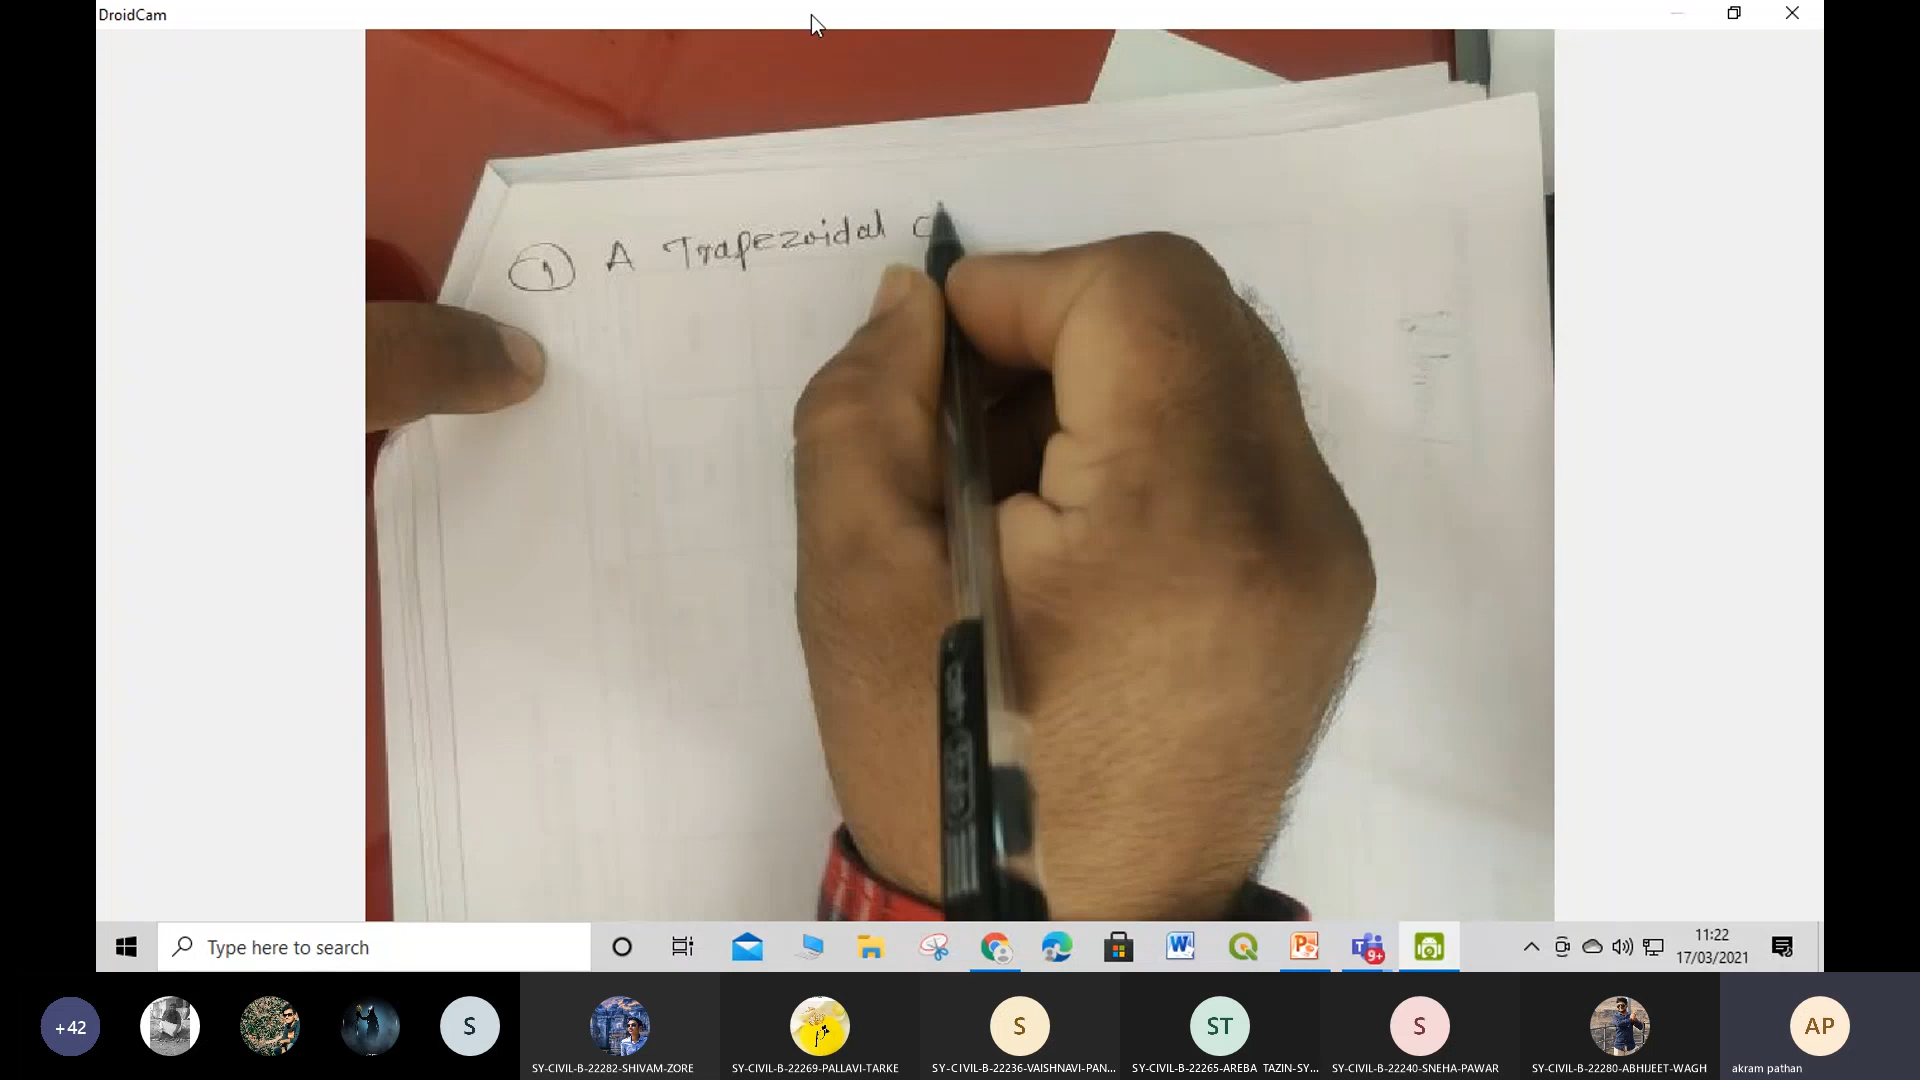 DroidCam
① A Trapezoidal C
Type here to search
9+
11:22
17/03/2021
+42
S
S
ST
S
AP
SY-CIVIL-B-22282-SHIVAM-ZORE
SY-CIVIL-B-22269-PALLAVI-TARKE
SY-CIVIL-B-22236-VAISHNAVI-PAN...
SY-CIVIL-B-22265-AREBA TAZIN-SY...
SY-CIVIL-B-22240-SNEHA-PAWAR
SY-CIVIL-B-22280-ABHIJEET-WAGH
akram pathan